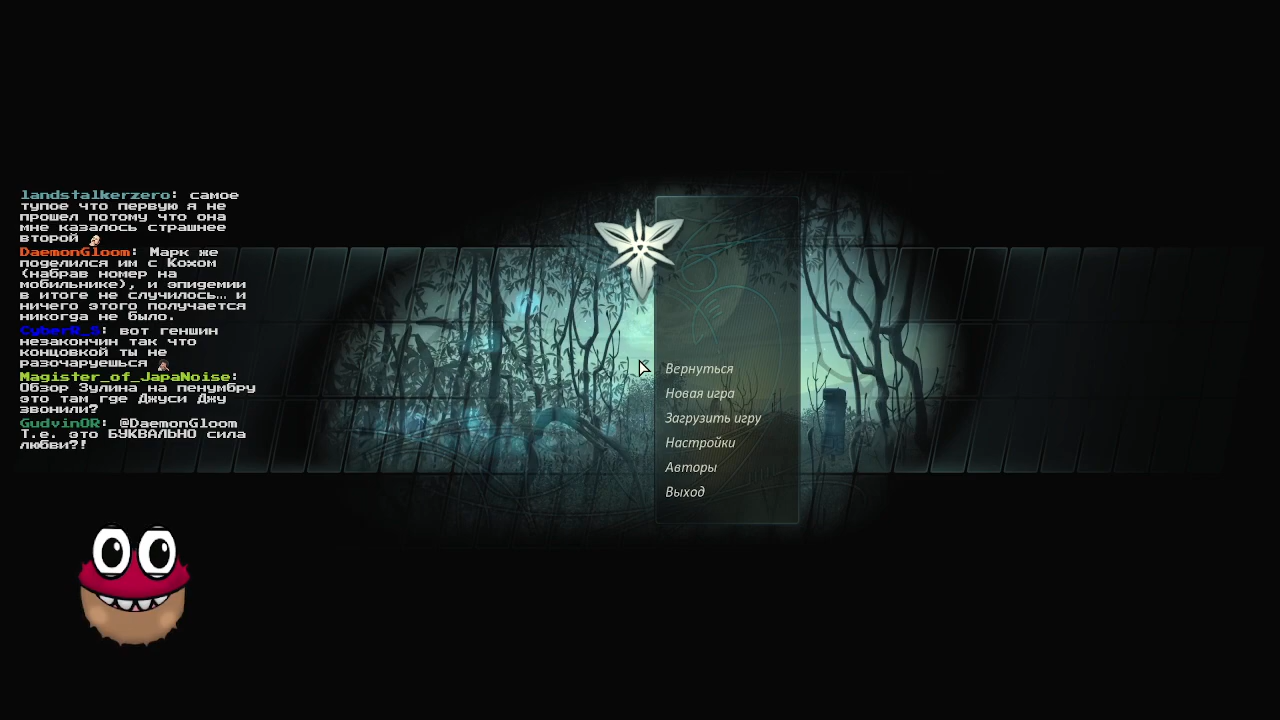 landstalkerzero: самое
тупое что первую я не
прошел потому что она
мне казалось страшнее
второй
DaemonGloom: Марк же
поделился им с Кохом
(набрав номер на
мобильнике), и эпидемии
в итоге не случилось… и
ничего этого получается
никогда не было.
CyberR_S: вот геншин
незакончин так что
концовкой ты не
разочаруешься
Magister_of_JapaNoise:
Обзор Зулина на пенумбру
это там где Джуси Джу
звонили?
GudvinOR: @DaemonGloom
Т.е. это БУКВАЛЬНО сила
любви?!
Вернуться
Новая игра
Загрузить игру
Настройки
Авторы
Выход